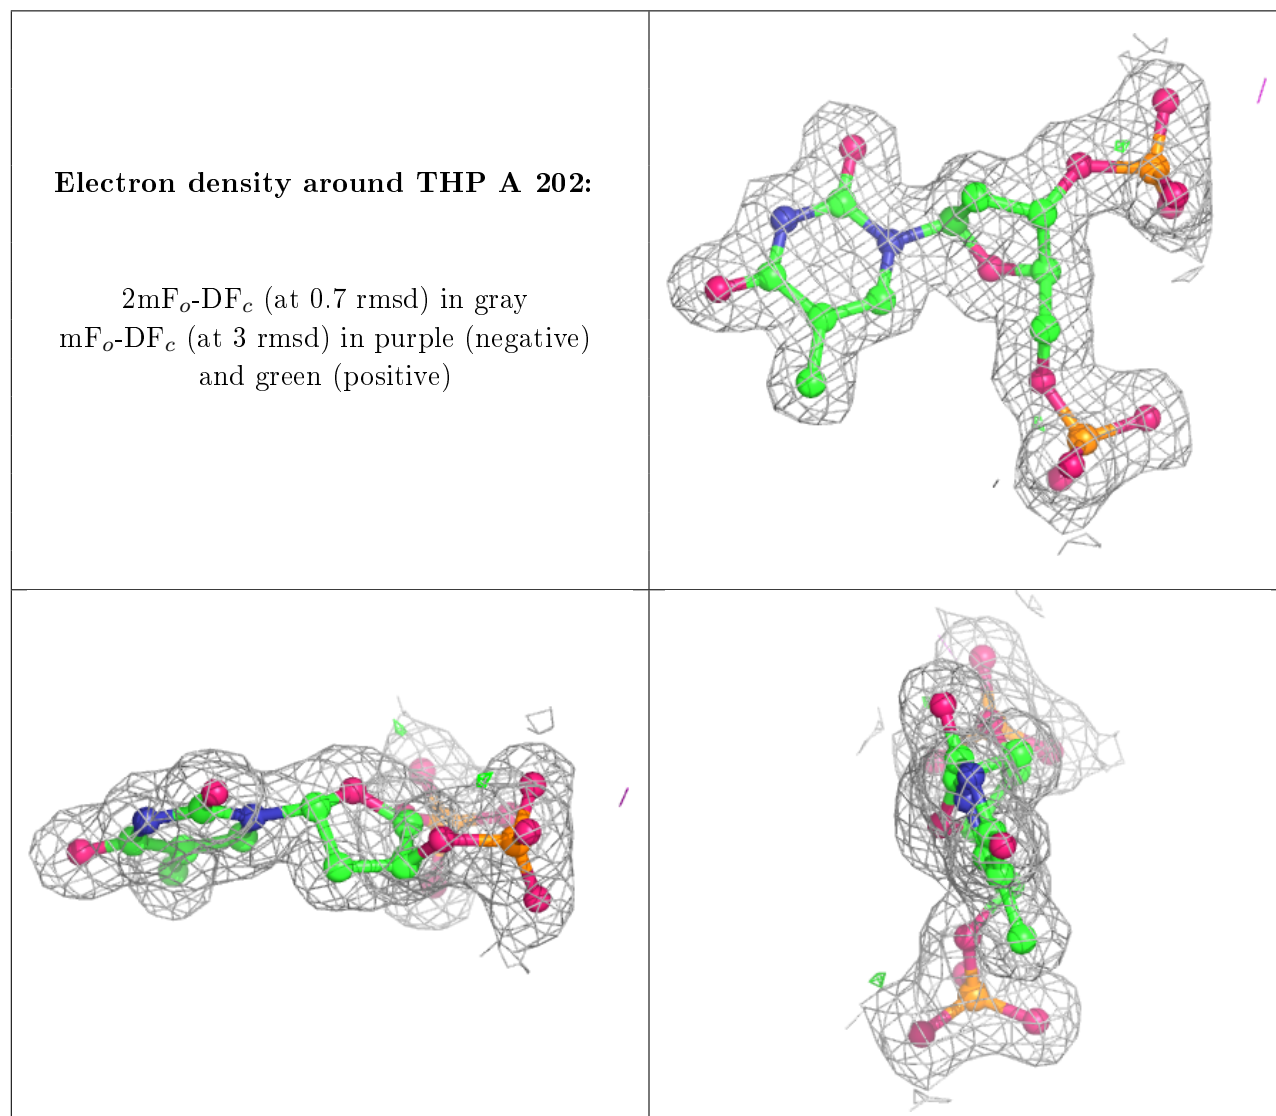 Electron density around THP A 202:
2mFₒ-DF𝒸 (at 0.7 rmsd) in gray
mFₒ-DF𝒸 (at 3 rmsd) in purple (negative)
and green (positive)